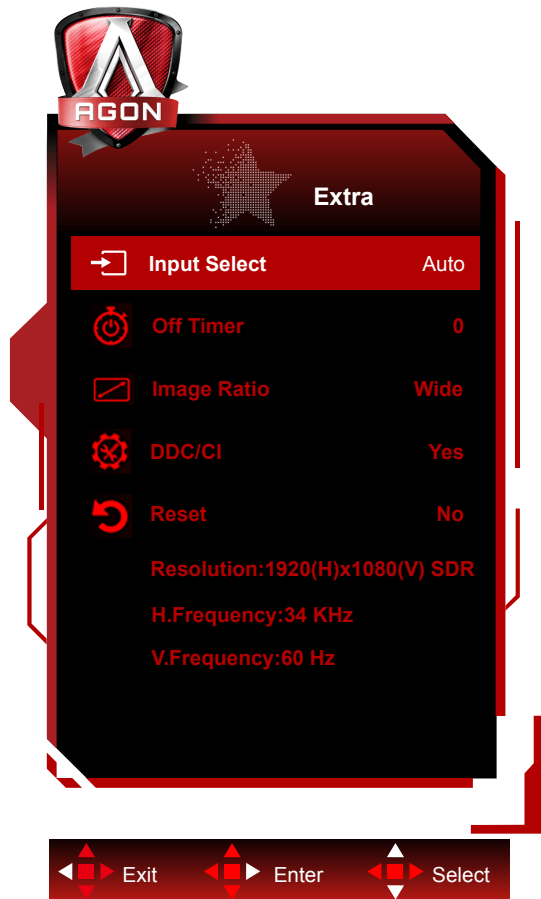 AGON
Extra
Input Select Auto
Off Timer 0
Image Ratio Wide
DDC/CI Yes
Reset No
Resolution:1920(H)x1080(V) SDR
H.Frequency:34 KHz
V.Frequency:60 Hz
Exit Enter Select